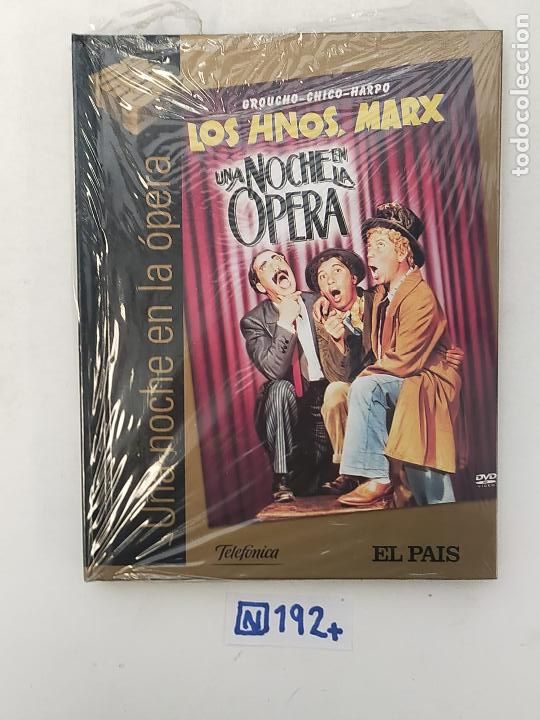 GROUCHO-CHICO-HARPO
LOS HNOS. MARX
UNA NOCHE EN LA
ÓPERA
Una noche en la ópera
DVD
VIDEO
Telefónica
EL PAIS
N 192+
todocoleccion